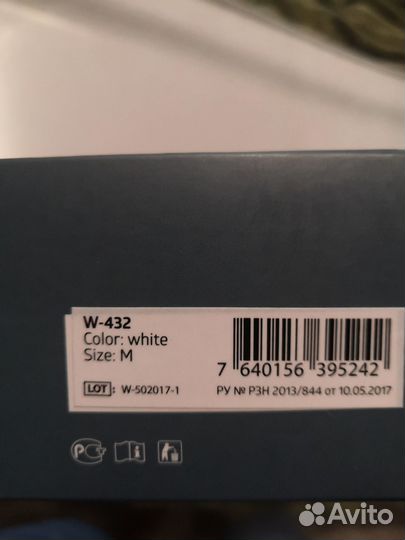 W-432
Color: white
Size: M
LOT: W-502017-1
7 640156 395242
РУ № РЗН 2013/844 от 10.05.2017
PC
i
Avito